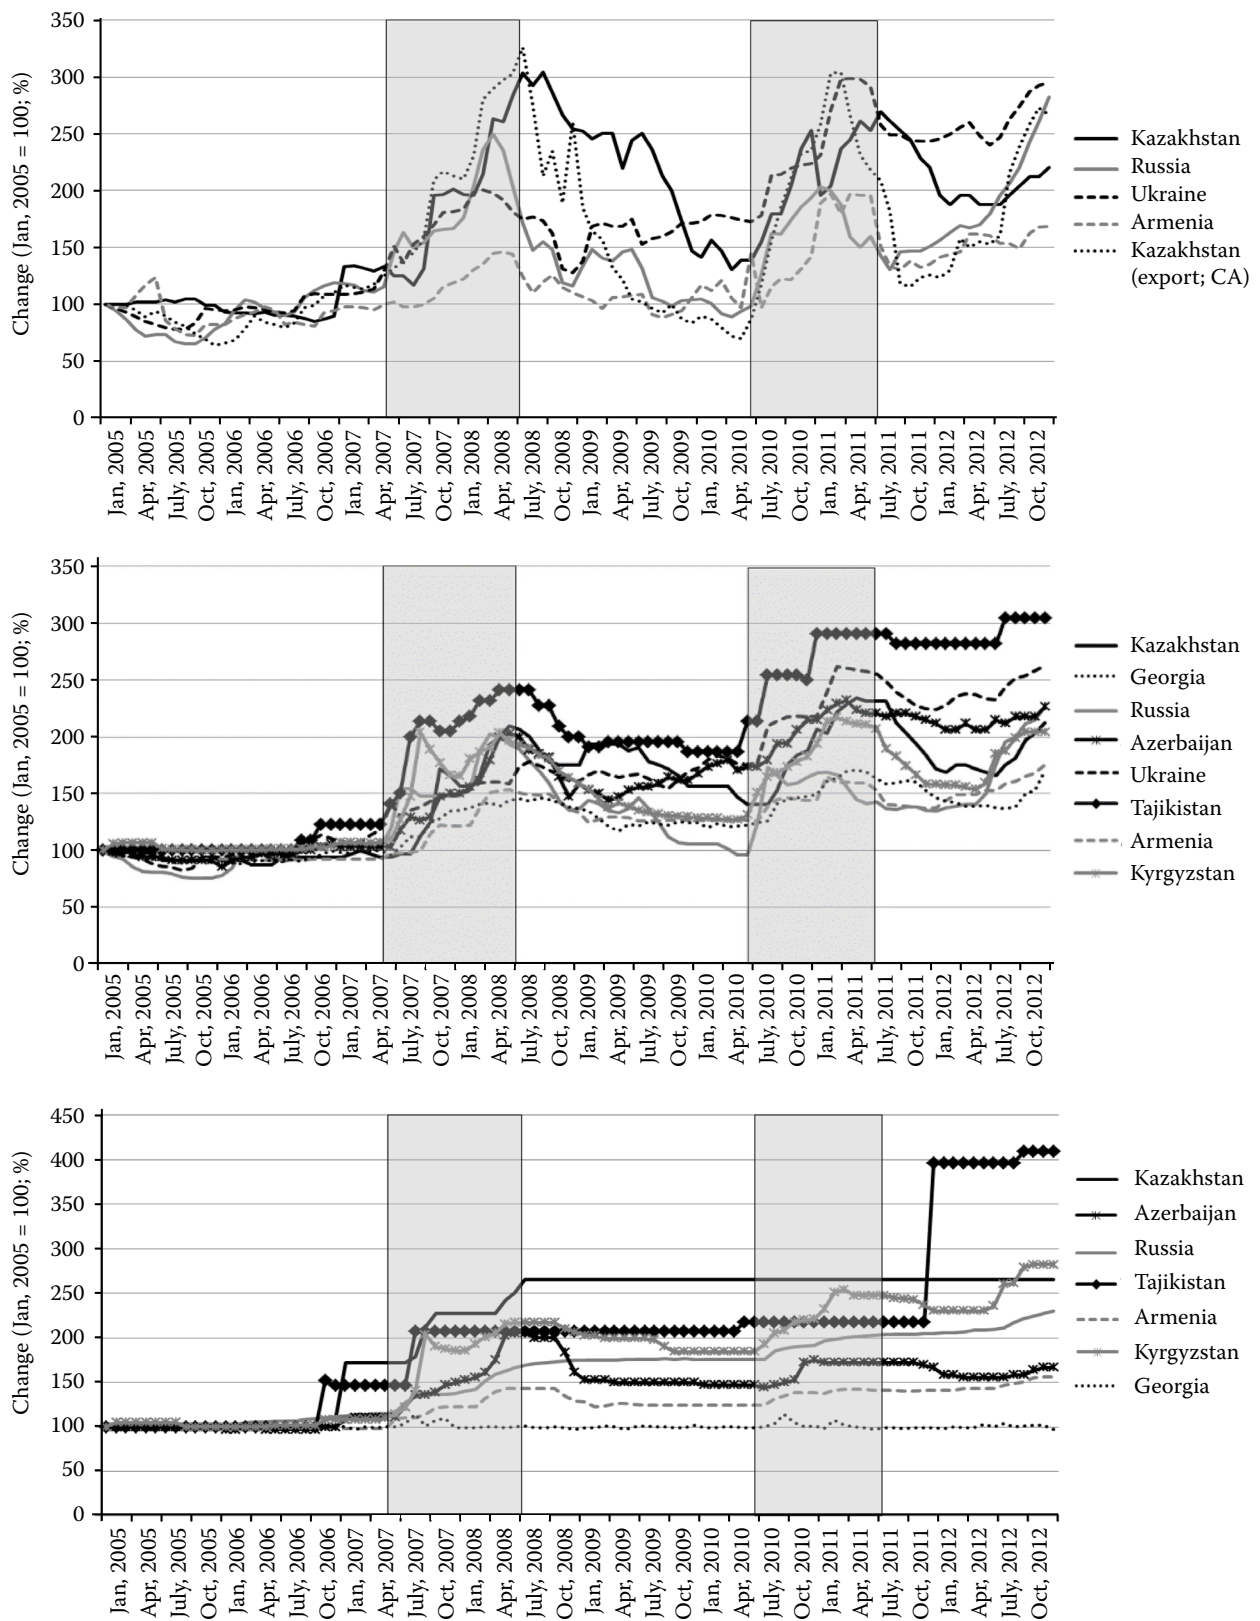 350
300
250
200
150
100
50
0
Change (Jan, 2005 = 100; %)
Jan, 2005
Apr, 2005
July, 2005
Oct, 2005
Jan, 2006
Apr, 2006
July, 2006
Oct, 2006
Jan, 2007
Apr, 2007
July, 2007
Oct, 2007
Jan, 2008
Apr, 2008
July, 2008
Oct, 2008
Jan, 2009
Apr, 2009
July, 2009
Oct, 2009
Jan, 2010
Apr, 2010
July, 2010
Oct, 2010
Jan, 2011
Apr, 2011
July, 2011
Oct, 2011
Jan, 2012
Apr, 2012
July, 2012
Oct, 2012
Kazakhstan
Russia
Ukraine
Armenia
Kazakhstan
(export; CA)
350
300
250
200
150
100
50
0
Change (Jan, 2005 = 100; %)
Jan, 2005
Apr, 2005
July, 2005
Oct, 2005
Jan, 2006
Apr, 2006
July, 2006
Oct, 2006
Jan, 2007
Apr, 2007
July, 2007
Oct, 2007
Jan, 2008
Apr, 2008
July, 2008
Oct, 2008
Jan, 2009
Apr, 2009
July, 2009
Oct, 2009
Jan, 2010
Apr, 2010
July, 2010
Oct, 2010
Jan, 2011
Apr, 2011
July, 2011
Oct, 2011
Jan, 2012
Apr, 2012
July, 2012
Oct, 2012
Kazakhstan
Georgia
Russia
Azerbaijan
Ukraine
Tajikistan
Armenia
Kyrgyzstan
450
400
350
300
250
200
150
100
50
0
Change (Jan, 2005 = 100; %)
Jan, 2005
Apr, 2005
July, 2005
Oct, 2005
Jan, 2006
Apr, 2006
July, 2006
Oct, 2006
Jan, 2007
Apr, 2007
July, 2007
Oct, 2007
Jan, 2008
Apr, 2008
July, 2008
Oct, 2008
Jan, 2009
Apr, 2009
July, 2009
Oct, 2009
Jan, 2010
Apr, 2010
July, 2010
Oct, 2010
Jan, 2011
Apr, 2011
July, 2011
Oct, 2011
Jan, 2012
Apr, 2012
July, 2012
Oct, 2012
Kazakhstan
Azerbaijan
Russia
Tajikistan
Armenia
Kyrgyzstan
Georgia